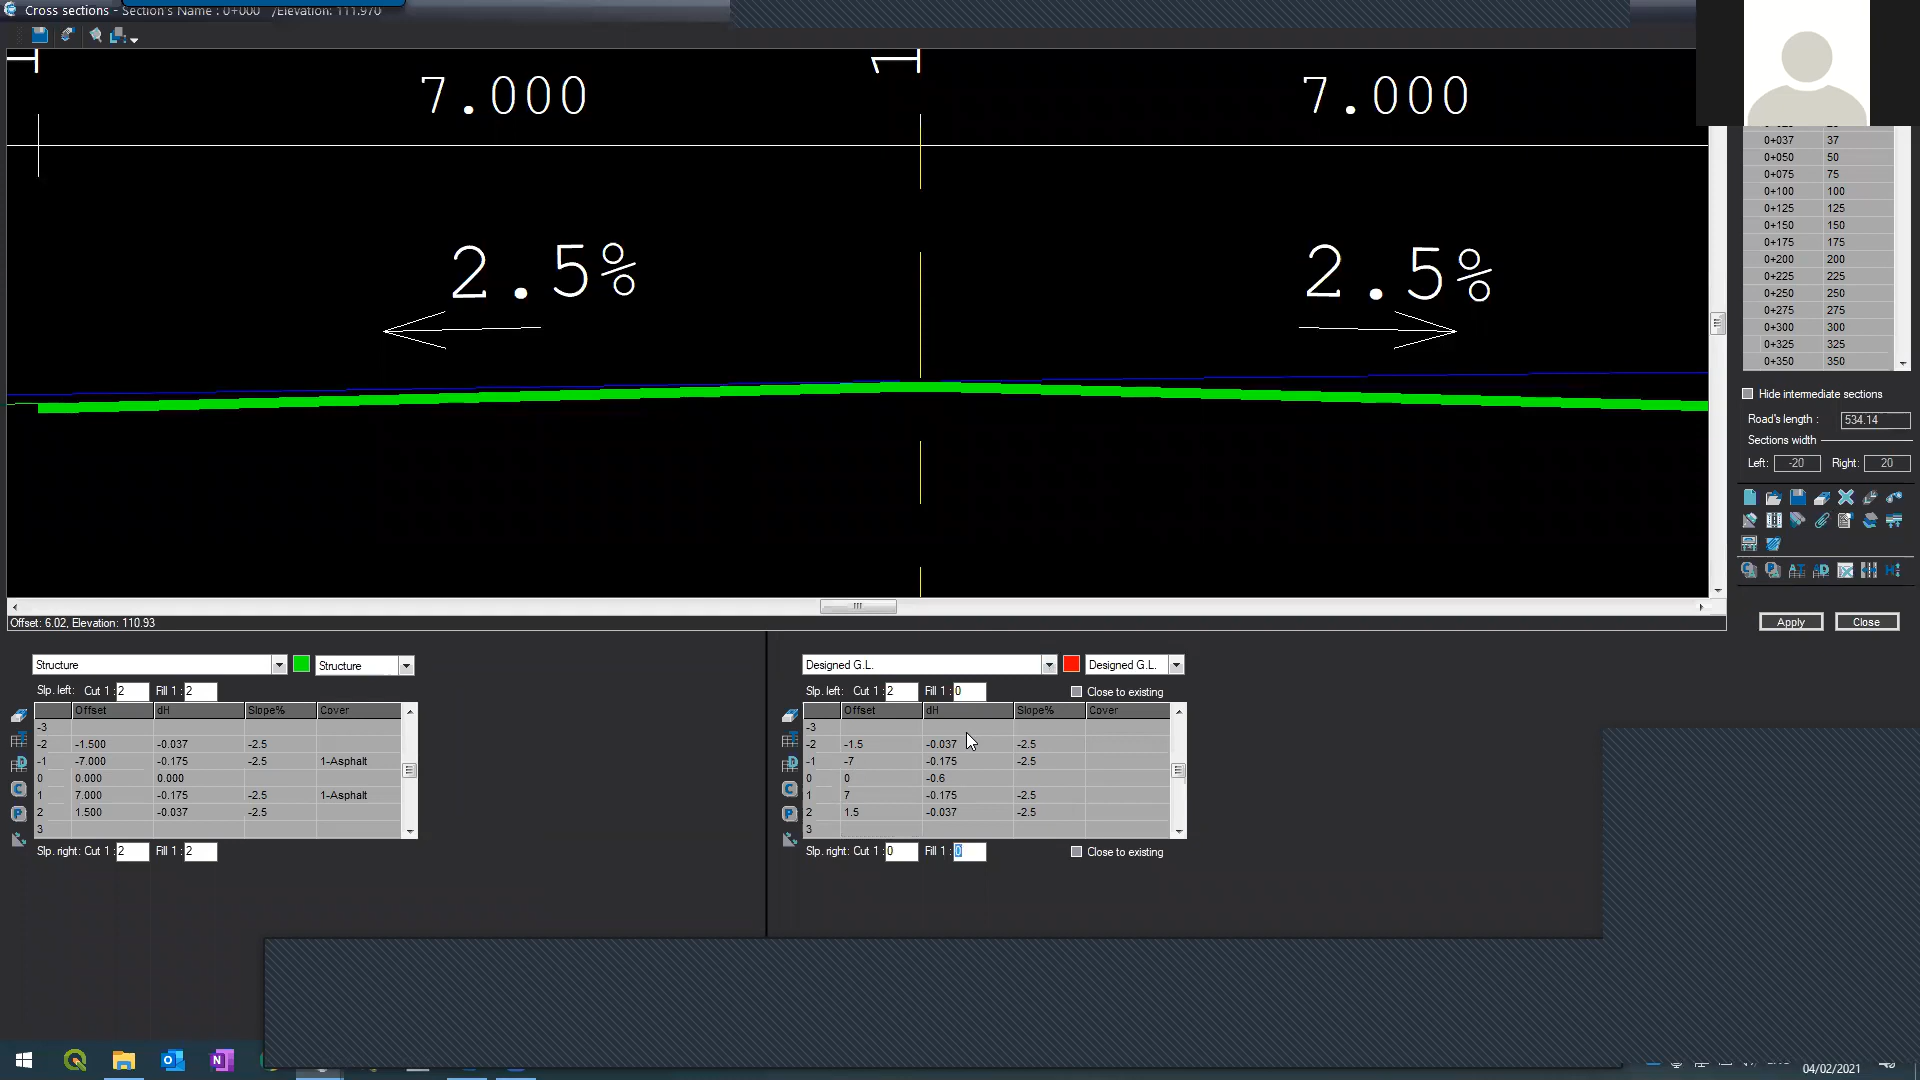 Cross sections - Section's Name : 0+000 /Elevation: 111.970
7.000
7.000
2.5%
2.5%
Offset: 6.02, Elevation: 110.93
0+037 37
0+050 50
0+075 75
0+100 100
0+125 125
0+150 150
0+175 175
0+200 200
0+225 225
0+250 250
0+275 275
0+300 300
0+325 325
0+350 350
Hide intermediate sections
Road's length : 534.14
Sections width
Left: -20 Right: 20
Apply Close
Structure Structure
Slp. left: Cut 1 : 2 Fill 1 : 2
Offset dH Slope% Cover
-3
-2 -1.500 -0.037 -2.5
-1 -7.000 -0.175 -2.5 1-Asphalt
0 0.000 0.000
1 7.000 -0.175 -2.5 1-Asphalt
2 1.500 -0.037 -2.5
3
Slp. right: Cut 1 : 2 Fill 1 : 2
Designed G.L. Designed G.L.
Slp. left: Cut 1 : 2 Fill 1 : 0 Close to existing
Offset dH Slope% Cover
-3
-2 -1.5 -0.037 -2.5
-1 -7 -0.175 -2.5
0 0 -0.6
1 7 -0.175 -2.5
2 1.5 -0.037 -2.5
3
Slp. right: Cut 1 : 0 Fill 1 : 0 Close to existing
04/02/2021